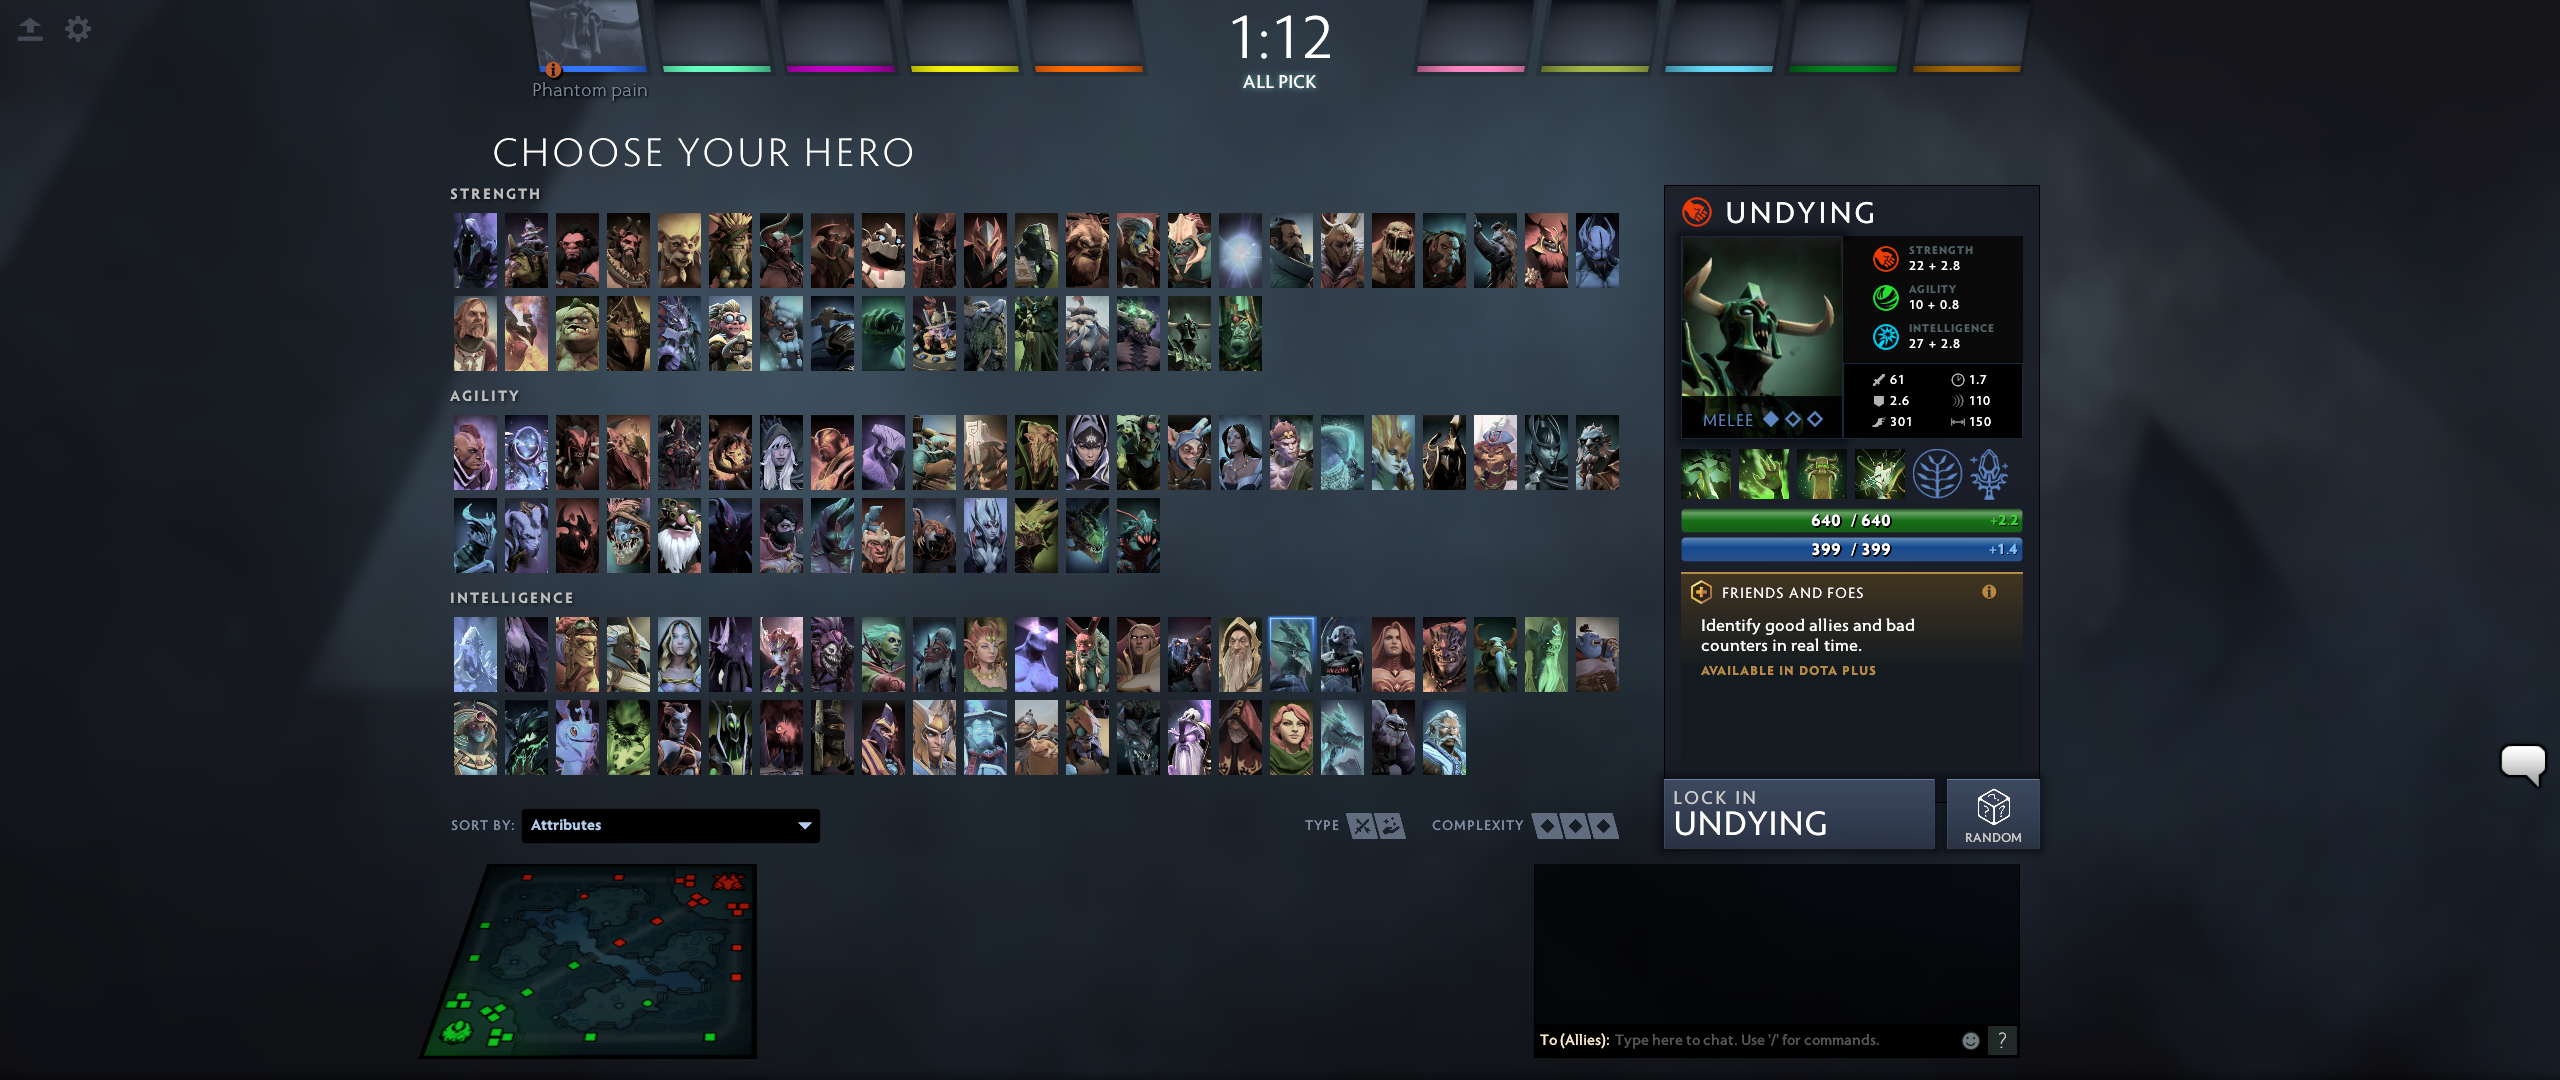 1:12
ALL PICK
Phantom pain
CHOOSE YOUR HERO
STRENGTH
AGILITY
INTELLIGENCE
UNDYING
STRENGTH
22 + 2.8
AGILITY
10 + 0.8
INTELLIGENCE
27 + 2.8
MELEE
61 1.7
2.6 110
301 150
640 / 640 +2.2
399 / 399 +1.4
FRIENDS AND FOES
Identify good allies and bad
counters in real time.
AVAILABLE IN DOTA PLUS
SORT BY: Attributes
TYPE COMPLEXITY
LOCK IN
UNDYING
RANDOM
To (Allies): Type here to chat. Use '/' for commands. ?